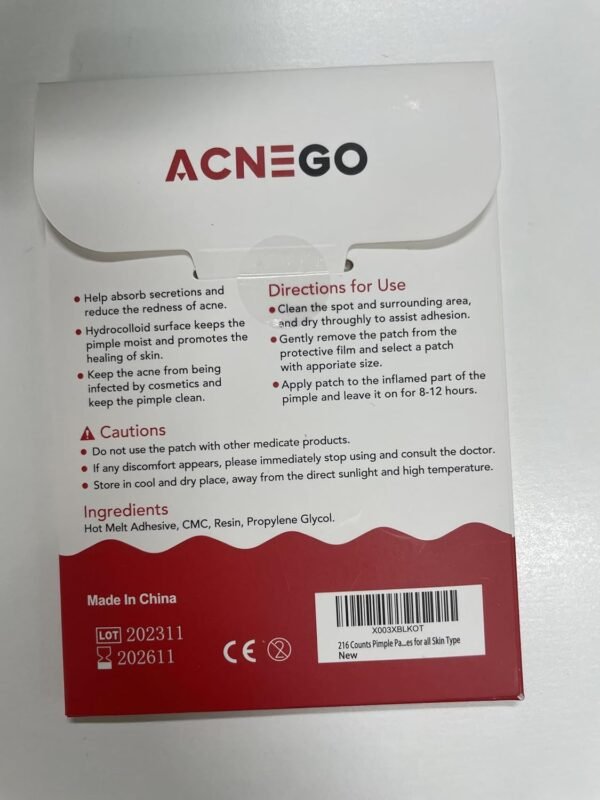 ACNEGO
Help absorb secretions and
reduce the redness of acne.
Hydrocolloid surface keeps the
pimple moist and promotes the
healing of skin.
Keep the acne from being
infected by cosmetics and
keep the pimple clean.
Directions for Use
Clean the spot and surrounding area,
and dry throughly to assist adhesion.
Gently remove the patch from the
protective film and select a patch
with apporiate size.
Apply patch to the inflamed part of the
pimple and leave it on for 8-12 hours.
Cautions
Do not use the patch with other medicate products.
If any discomfort appears, please immediately stop using and consult the doctor.
Store in cool and dry place, away from the direct sunlight and high temperature.
Ingredients
Hot Melt Adhesive, CMC, Resin, Propylene Glycol.
Made In China
LOT 202311
202611
CE 2
X003XBLKOT
216 Counts Pimple Pa...es for all Skin Type
New